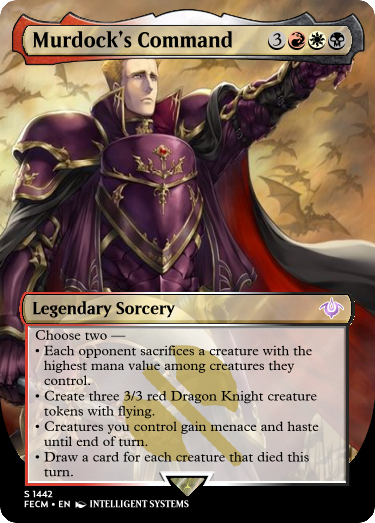 Murdock's Command 3
Legendary Sorcery
Choose two —
• Each opponent sacrifices a creature with the
highest mana value among creatures they
control.
• Create three 3/3 red Dragon Knight creature
tokens with flying.
• Creatures you control gain menace and haste
until end of turn.
• Draw a card for each creature that died this
turn.
S 1442
FECM • EN INTELLIGENT SYSTEMS